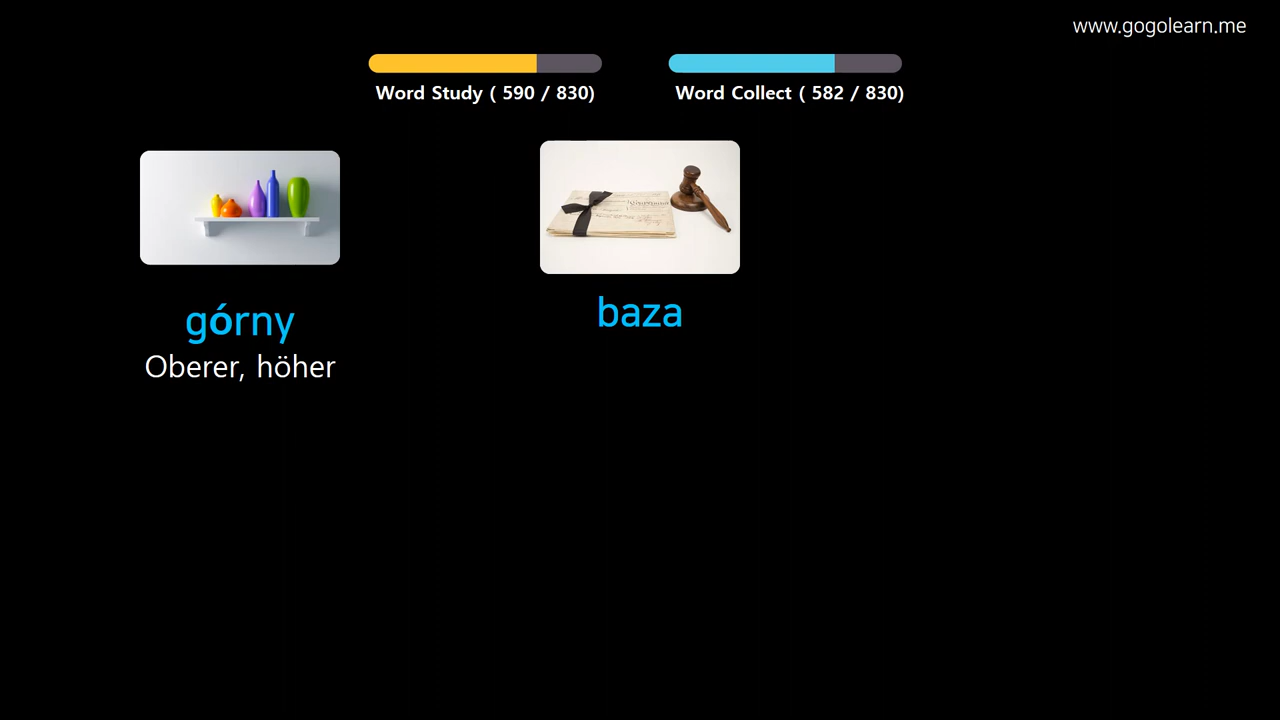 www.gogolearn.me
Word Study ( 590 / 830)
Word Collect ( 582 / 830)
górny
Oberer, höher
baza